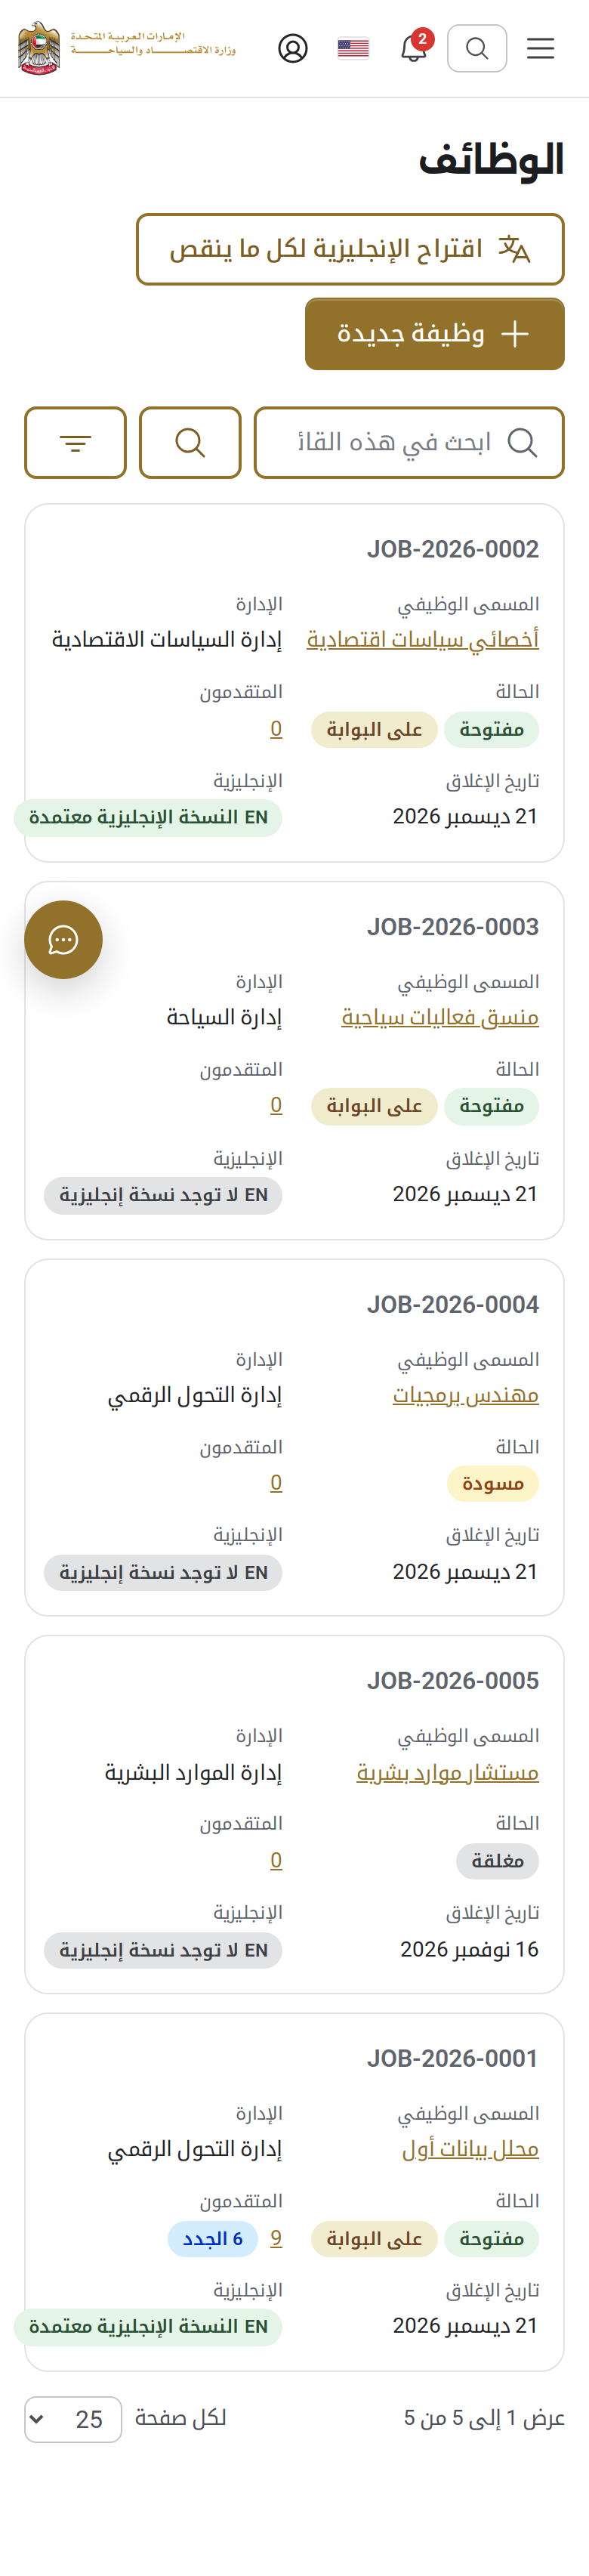 الإمارات العربية المتحدة
وزارة الاقتصاد والسياحة
2
الوظائف
اقتراح الإنجليزية لكل ما ينقص
وظيفة جديدة
ابحث في هذه القائ
JOB-2026-0002
المسمى الوظيفي الإدارة
أخصائي سياسات اقتصادية إدارة السياسات الاقتصادية
الحالة المتقدمون
مفتوحة على البوابة 0
تاريخ الإغلاق الإنجليزية
21 ديسمبر 2026 EN النسخة الإنجليزية معتمدة
JOB-2026-0003
المسمى الوظيفي الإدارة
منسق فعاليات سياحية إدارة السياحة
الحالة المتقدمون
مفتوحة على البوابة 0
تاريخ الإغلاق الإنجليزية
21 ديسمبر 2026 EN لا توجد نسخة إنجليزية
JOB-2026-0004
المسمى الوظيفي الإدارة
مهندس برمجيات إدارة التحول الرقمي
الحالة المتقدمون
مسودة 0
تاريخ الإغلاق الإنجليزية
21 ديسمبر 2026 EN لا توجد نسخة إنجليزية
JOB-2026-0005
المسمى الوظيفي الإدارة
مستشار موارد بشرية إدارة الموارد البشرية
الحالة المتقدمون
مغلقة 0
تاريخ الإغلاق الإنجليزية
16 نوفمبر 2026 EN لا توجد نسخة إنجليزية
JOB-2026-0001
المسمى الوظيفي الإدارة
محلل بيانات أول إدارة التحول الرقمي
الحالة المتقدمون
مفتوحة على البوابة 9 6 الجدد
تاريخ الإغلاق الإنجليزية
21 ديسمبر 2026 EN النسخة الإنجليزية معتمدة
عرض 1 إلى 5 من 5 لكل صفحة 25